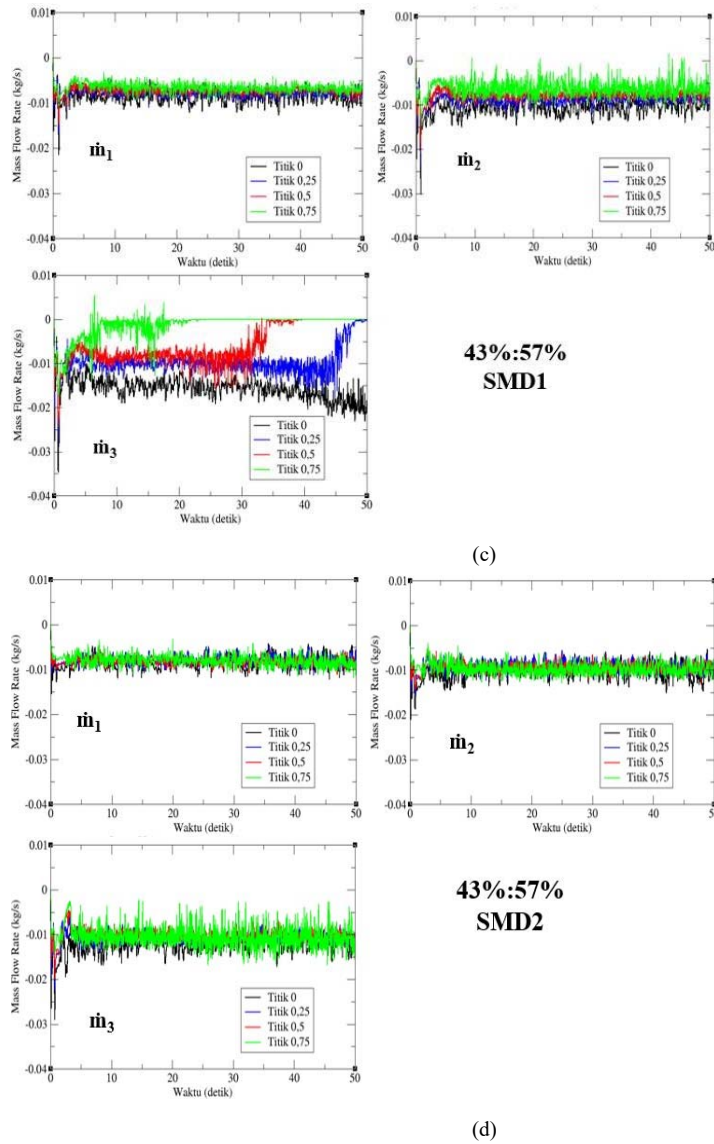 0.01
0
-0.01
-0.02
-0.03
-0.04
Mass Flow Rate (kg/s)
ṁ1
Titik 0
Titik 0,25
Titik 0,5
Titik 0,75
0 10 20 30 40 50
Waktu (detik)
0.01
0
-0.01
-0.02
-0.03
-0.04
Mass Flow Rate (kg/s)
ṁ2
Titik 0
Titik 0,25
Titik 0,5
Titik 0,75
0 10 20 30 40 50
Waktu (detik)
0.01
0
-0.01
-0.02
-0.03
-0.04
Mass Flow Rate (kg/s)
ṁ3
Titik 0
Titik 0,25
Titik 0,5
Titik 0,75
0 10 20 30 40 50
Waktu (detik)
43%:57%
SMD1
(c)
0.01
0
-0.01
-0.02
-0.03
-0.04
Mass Flow Rate (kg/s)
ṁ1
Titik 0
Titik 0,25
Titik 0,5
Titik 0,75
0 10 20 30 40 50
Waktu (detik)
0.01
0
-0.01
-0.02
-0.03
-0.04
Mass Flow Rate (kg/s)
ṁ2
Titik 0
Titik 0,25
Titik 0,5
Titik 0,75
0 10 20 30 40 50
Waktu (detik)
0.01
0
-0.01
-0.02
-0.03
-0.04
Mass Flow Rate (kg/s)
ṁ3
Titik 0
Titik 0,25
Titik 0,5
Titik 0,75
0 10 20 30 40 50
Waktu (detik)
43%:57%
SMD2
(d)